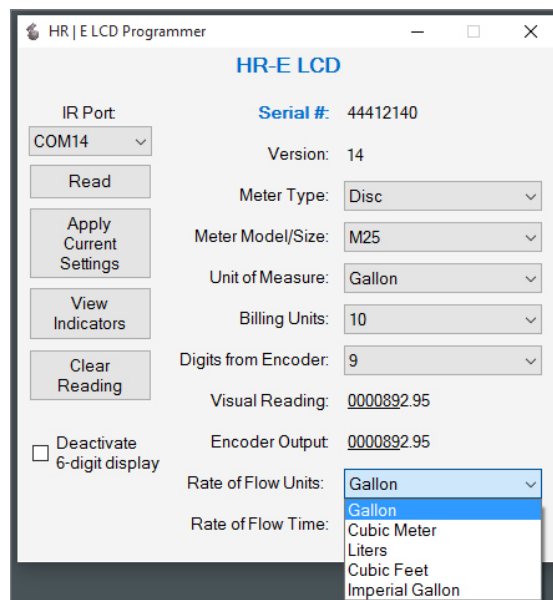 HR | E LCD Programmer
HR-E LCD
IR Port:
COM14
Read
Apply
Current
Settings
View
Indicators
Clear
Reading
Deactivate
6-digit display
Serial #: 44412140
Version: 14
Meter Type: Disc
Meter Model/Size: M25
Unit of Measure: Gallon
Billing Units: 10
Digits from Encoder: 9
Visual Reading: 0000892.95
Encoder Output: 0000892.95
Rate of Flow Units: Gallon
Rate of Flow Time:
Gallon
Cubic Meter
Liters
Cubic Feet
Imperial Gallon